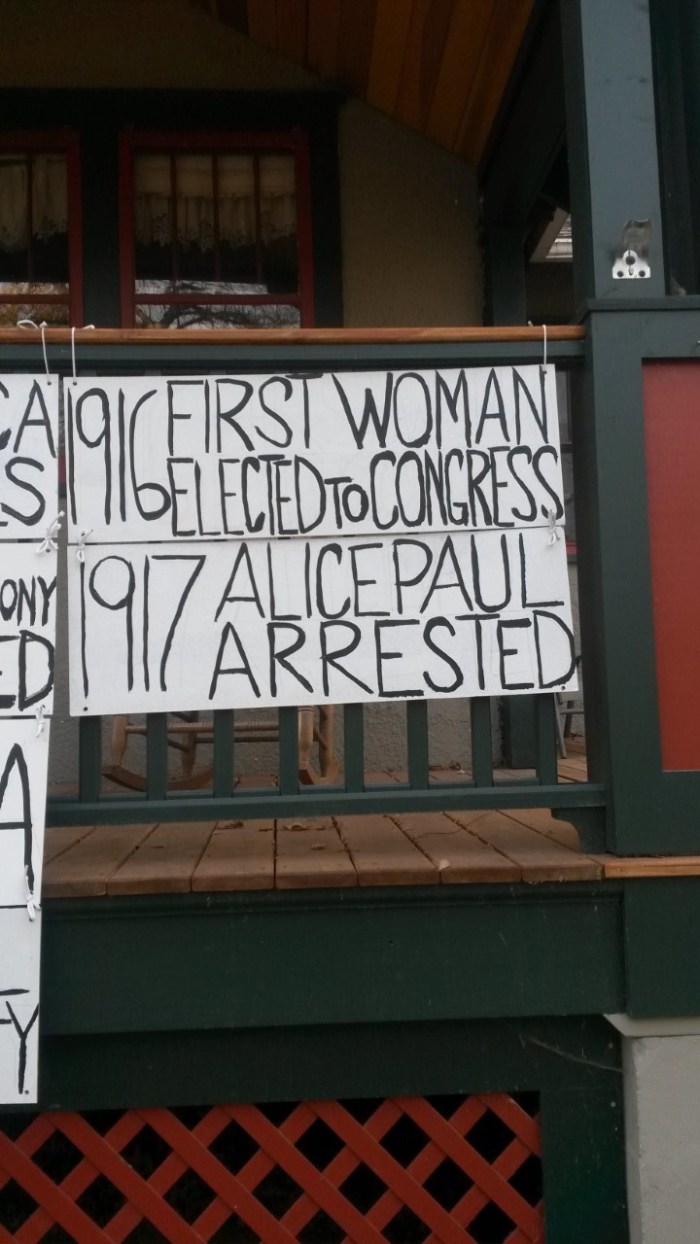 1916 FIRST WOMAN
ELECTED TO CONGRESS
1917 ALICE PAUL
ARRESTED